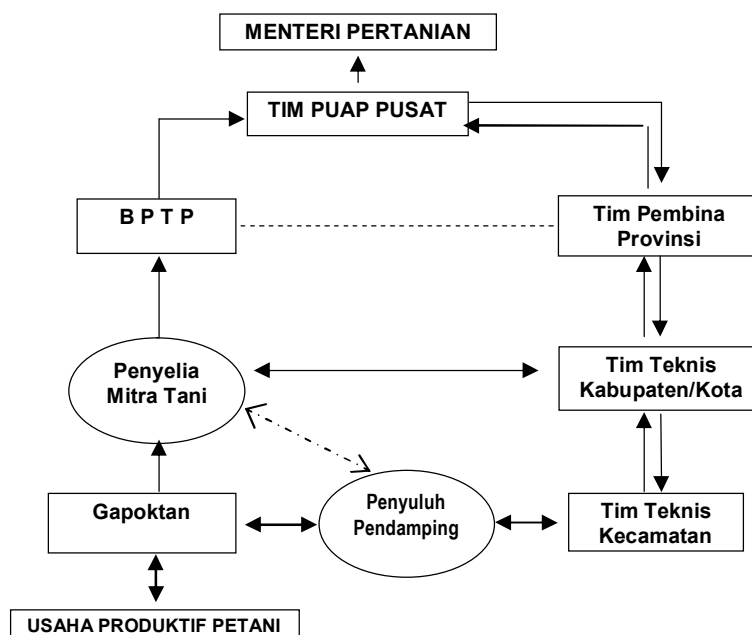 MENTERI PERTANIAN
TIM PUAP PUSAT
B P T P
Tim Pembina
Provinsi
Penyelia
Mitra Tani
Tim Teknis
Kabupaten/Kota
Gapoktan
Penyuluh
Pendamping
Tim Teknis
Kecamatan
USAHA PRODUKTIF PETANI